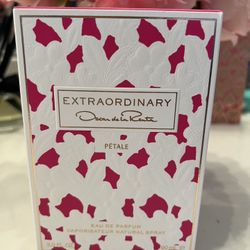 EXTRAORDINARY
Oscar de la Renta
PÉTALE
EAU DE PARFUM
VAPORISATEUR NATURAL SPRAY